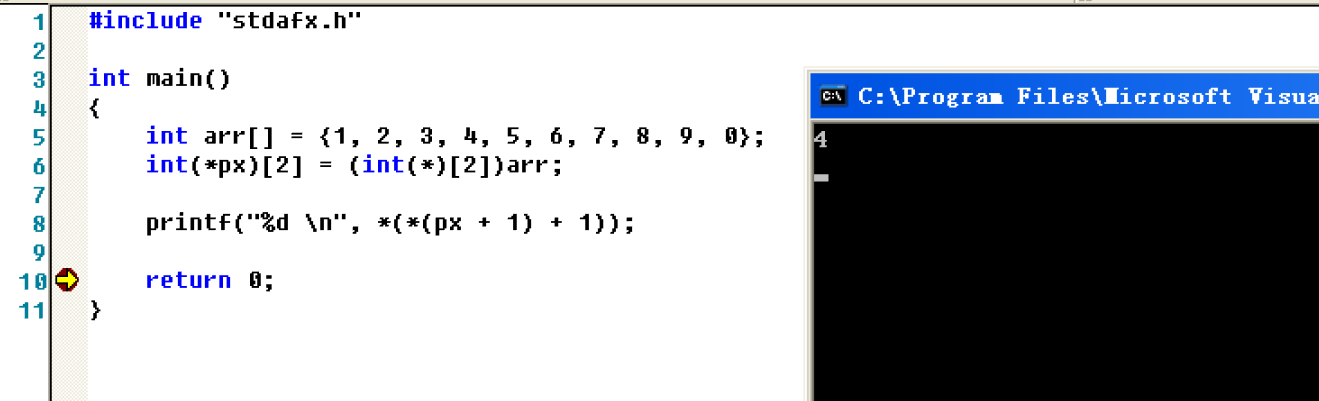 1 #include "stdafx.h"
2
3 int main()
4 {
5 int arr[] = {1, 2, 3, 4, 5, 6, 7, 8, 9, 0};
6 int(*px)[2] = (int(*)[2])arr;
7
8 printf("%d \n", *(*(px + 1) + 1));
9
10 return 0;
11 }
C:\Program Files\Microsoft Visua
4